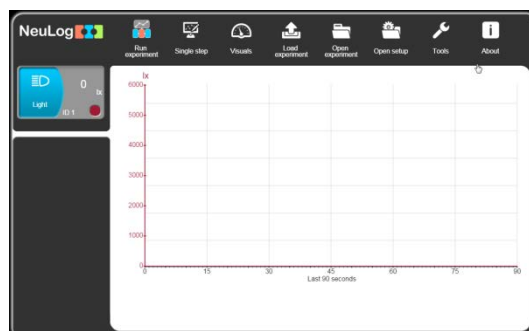 NeuLog
Run experiment
Single step
Visuals
Load experiment
Open experiment
Open setup
Tools
About
0
lx
Light
ID 1
lx
6000
5000
4000
3000
2000
1000
0
0 15 30 45 60 75 90
Last 90 seconds